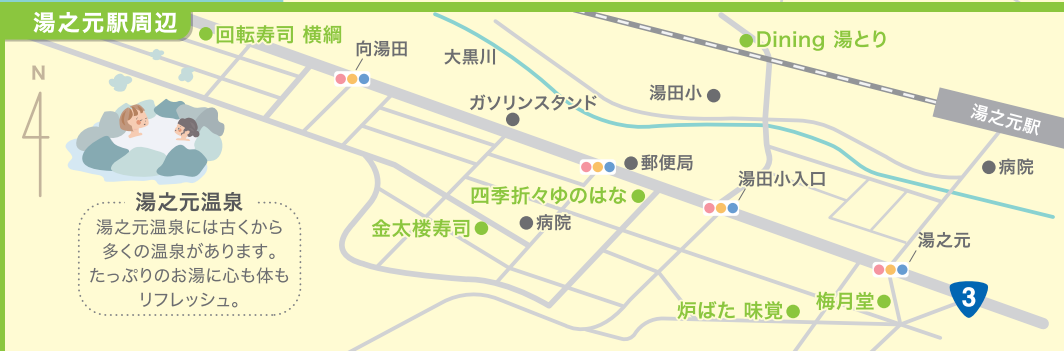 湯之元駅周辺
回転寿司 横綱
向湯田
大黒川
Dining 湯とり
N
ガソリンスタンド
湯田小
湯之元駅
郵便局
病院
湯田小入口
四季折々ゆのはな
湯之元温泉
金太楼寿司
病院
湯之元温泉には古くから
多くの温泉があります。
たっぷりのお湯に心も体も
リフレッシュ。
湯之元
3
炉ばた 味覚
梅月堂